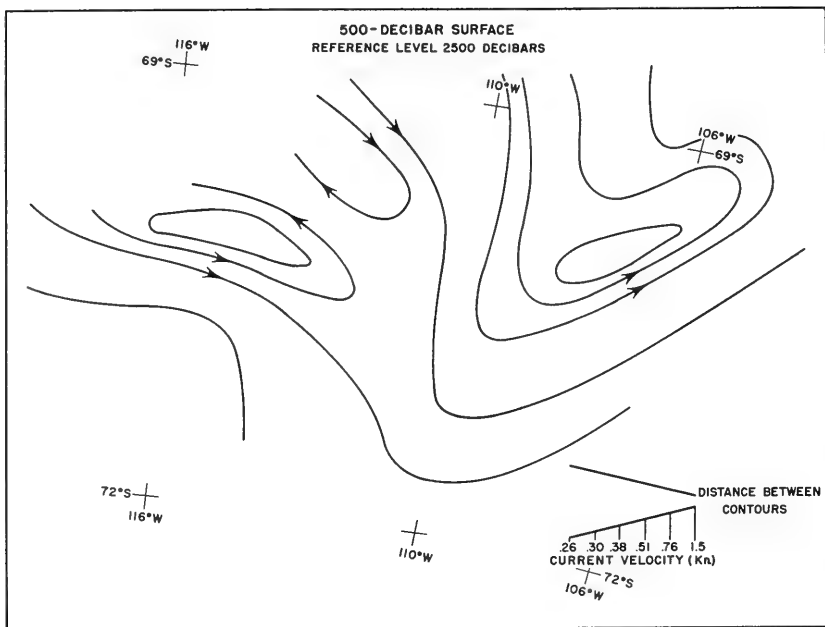 500-DECIBAR SURFACE
REFERENCE LEVEL 2500 DECIBARS
116°W
69°S
110°W
106°W
69°S
72°S
116°W
110°W
DISTANCE BETWEEN
CONTOURS
.26 .30 .38 .51 .76 1.5
CURRENT VELOCITY (Kn.)
72°S
106°W